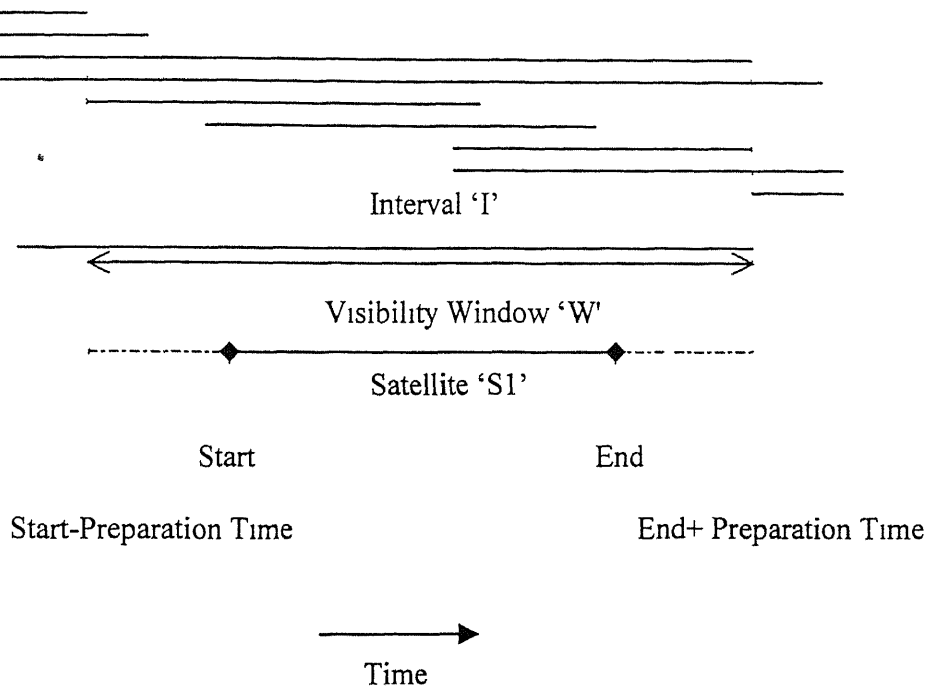 Interval ‘I’
Visibility Window ‘W'
Satellite ‘S1’
Start End
Start-Preparation Time End+ Preparation Time
Time